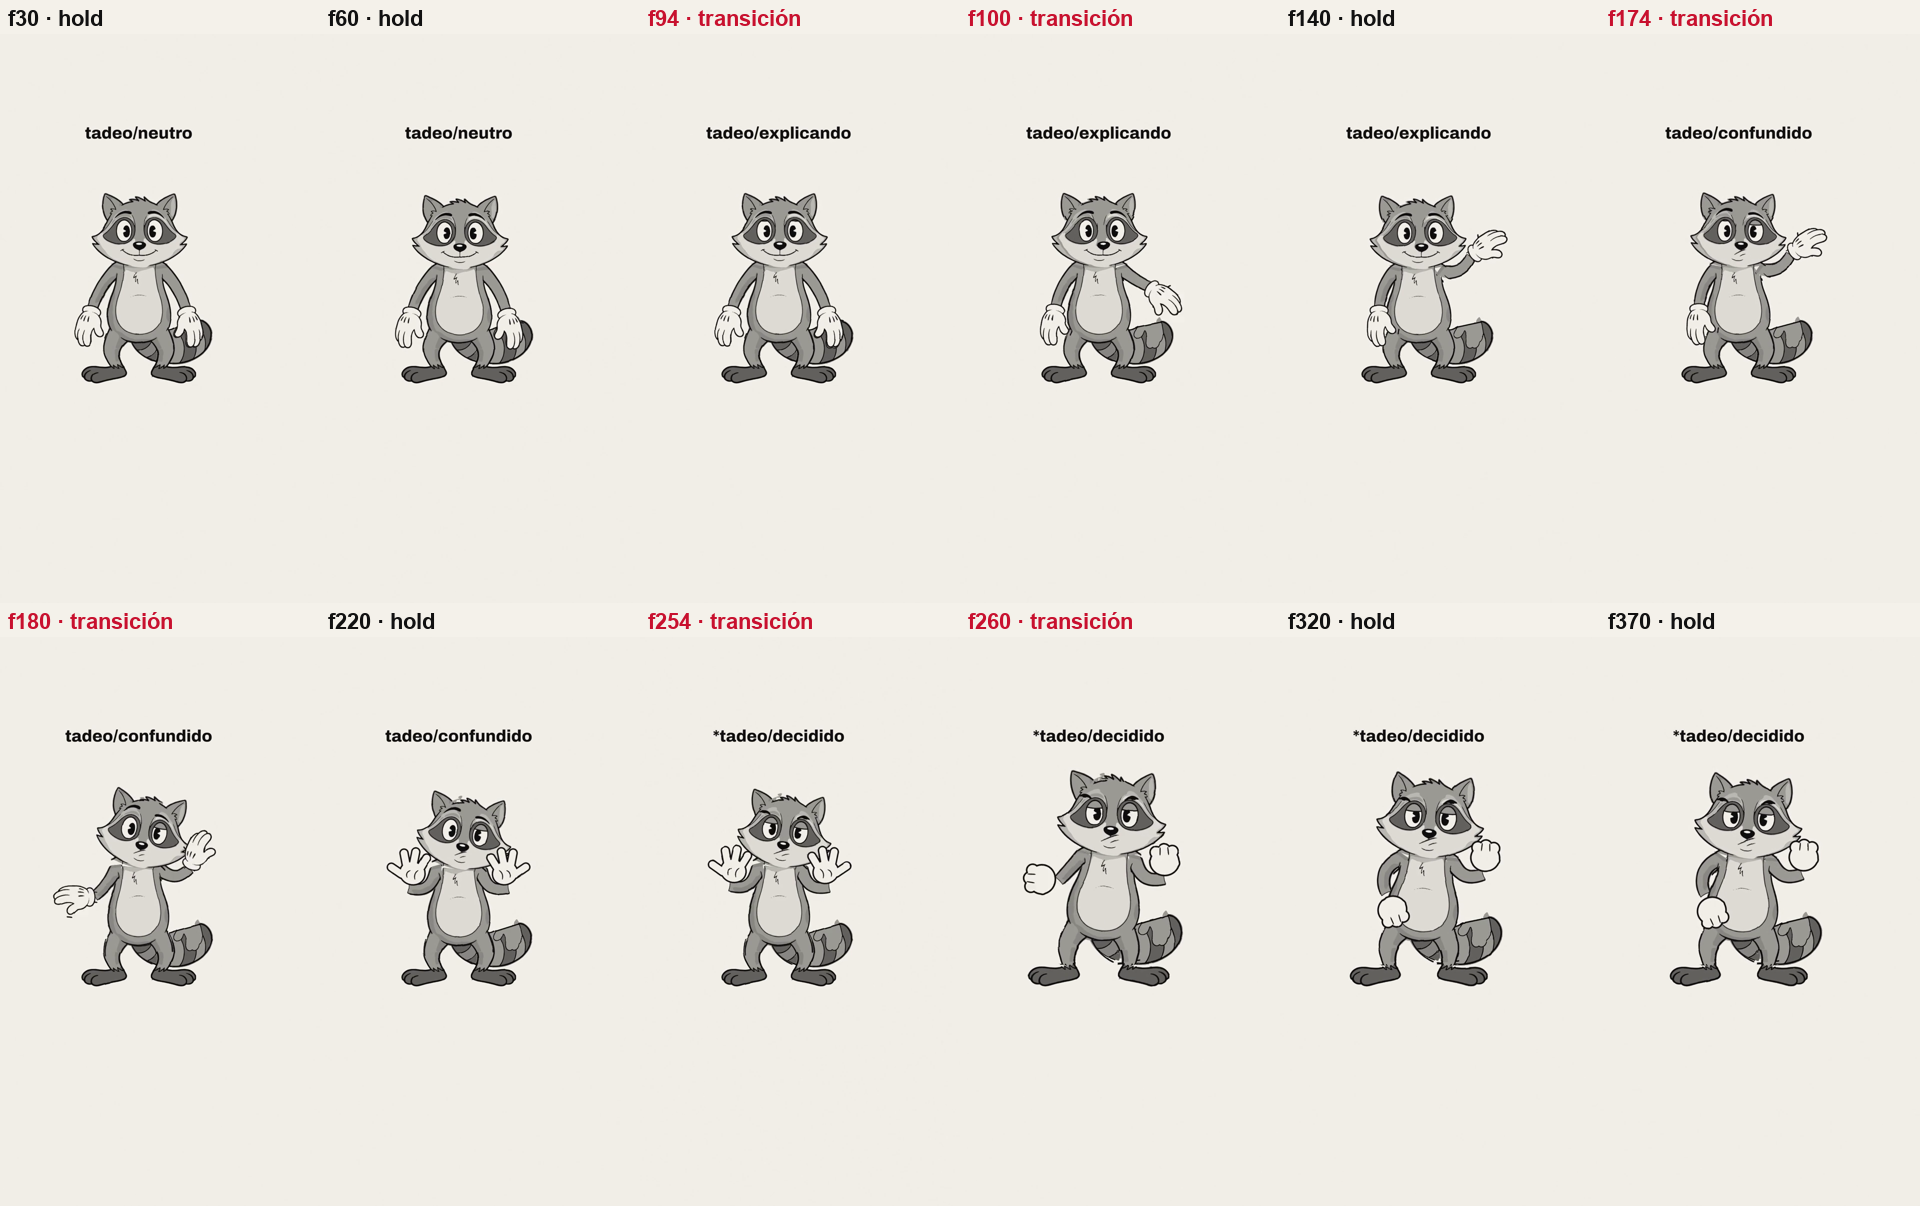 f30 · hold
f60 · hold
f94 · transición
f100 · transición
f140 · hold
f174 · transición
tadeo/neutro
tadeo/neutro
tadeo/explicando
tadeo/explicando
tadeo/explicando
tadeo/confundido
f180 · transición
f220 · hold
f254 · transición
f260 · transición
f320 · hold
f370 · hold
tadeo/confundido
tadeo/confundido
*tadeo/decidido
*tadeo/decidido
*tadeo/decidido
*tadeo/decidido